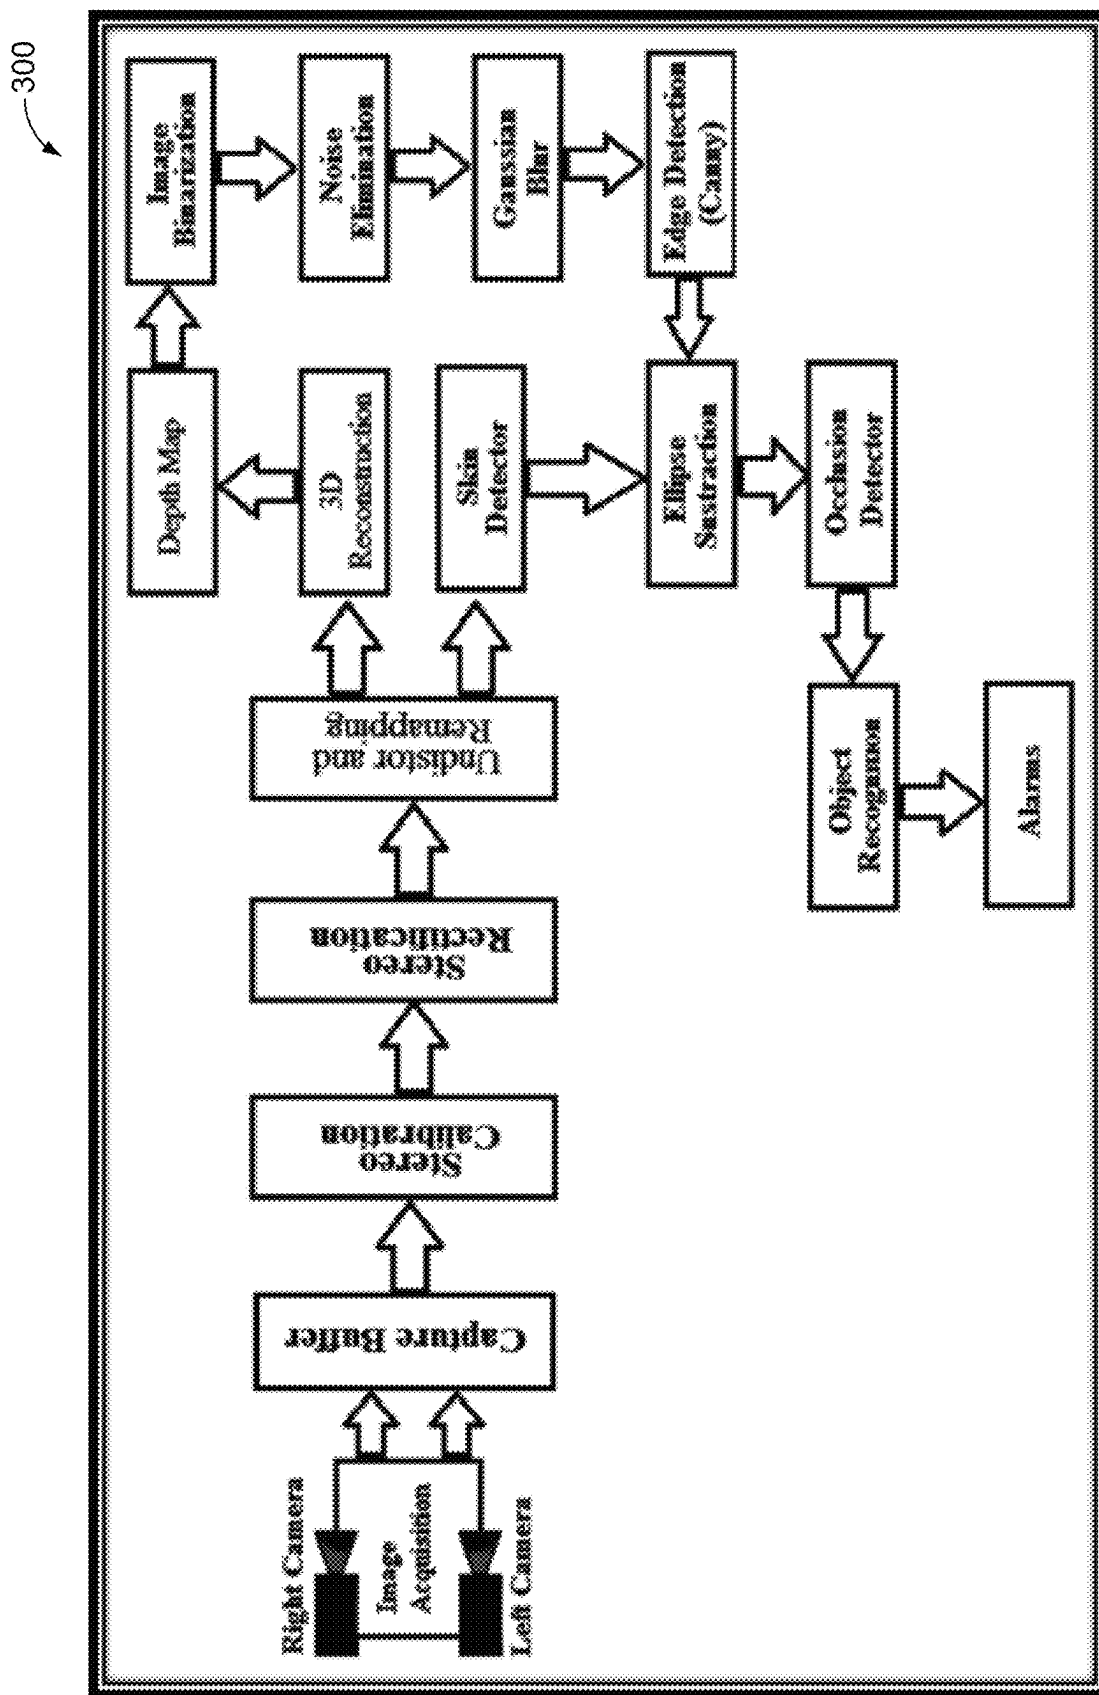 300
Right Camera
Image
Acquisition
Left Camera
Capture Buffer
Stereo
Calibration
Stereo
Rectification
Undistor and
Remapping
3D
Reconstruction
Depth Map
Image
Binarization
Noise
Elimination
Gaussian
Blur
Edge Detection
(Canny)
Skin
Detector
Ellipse
Sustraction
Occlusion
Detector
Object
Recognition
Alarms